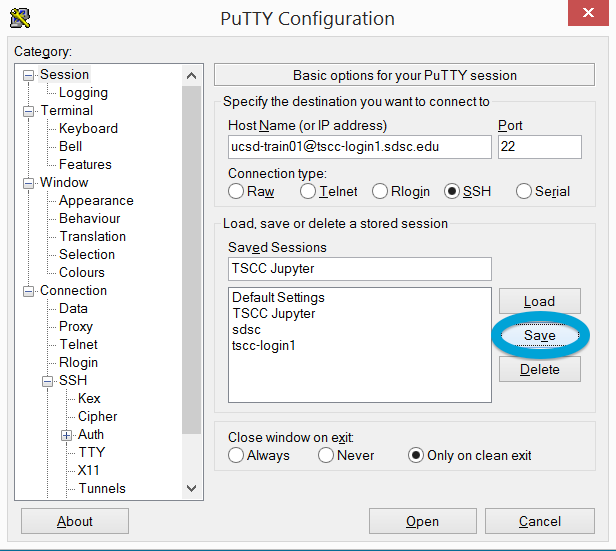 PuTTY Configuration
Category:
Session
Logging
Terminal
Keyboard
Bell
Features
Window
Appearance
Behaviour
Translation
Selection
Colours
Connection
Data
Proxy
Telnet
Rlogin
SSH
Kex
Cipher
Auth
TTY
X11
Tunnels
Basic options for your PuTTY session
Specify the destination you want to connect to
Host Name (or IP address) Port
ucsd-train01@tscc-login1.sdsc.edu 22
Connection type:
Raw Telnet Rlogin SSH Serial
Load, save or delete a stored session
Saved Sessions
TSCC Jupyter
Default Settings
TSCC Jupyter
sdsc
tscc-login1
Load
Save
Delete
Close window on exit:
Always Never Only on clean exit
About Open Cancel